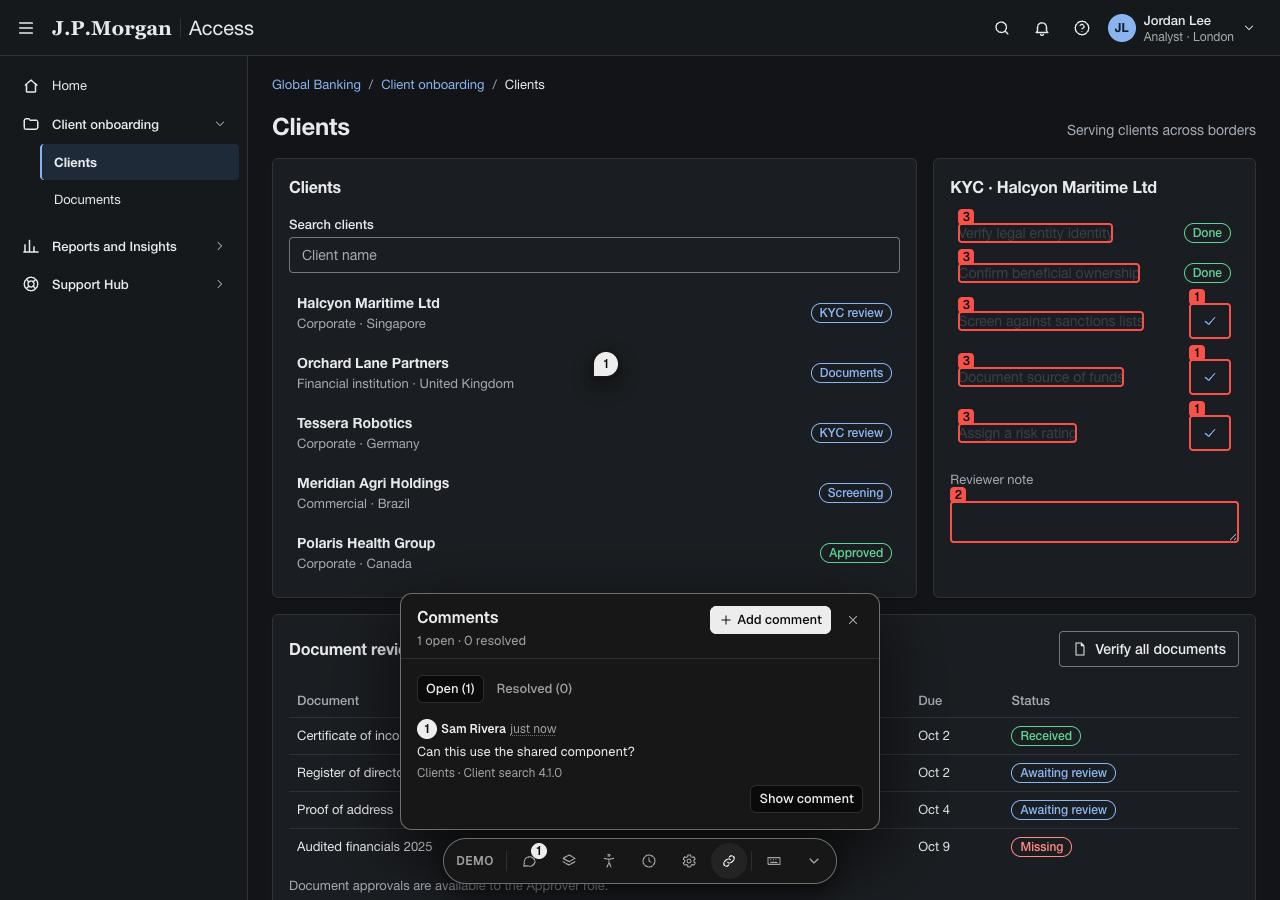 J.P.Morgan Access
JL
Jordan Lee
Analyst · London
Home
Client onboarding
Clients
Documents
Reports and Insights
Support Hub
Global Banking / Client onboarding / Clients
Clients
Serving clients across borders
Clients
Search clients
Client name
Halcyon Maritime Ltd
Corporate · Singapore
KYC review
Orchard Lane Partners
Financial institution · United Kingdom
1
Documents
Tessera Robotics
Corporate · Germany
KYC review
Meridian Agri Holdings
Commercial · Brazil
Screening
Polaris Health Group
Corporate · Canada
Approved
KYC · Halcyon Maritime Ltd
3
Verify legal entity identity
Done
3
Confirm beneficial ownership
Done
3
Screen against sanctions lists
1
3
Document source of funds
1
3
Assign a risk rating
1
Reviewer note
2
Comments
1 open · 0 resolved
Add comment
Open (1)
Resolved (0)
1 Sam Rivera just now
Can this use the shared component?
Clients · Client search 4.1.0
Show comment
Verify all documents
Document
Due
Status
Certificate of inco
Oct 2
Received
Register of directo
Oct 2
Awaiting review
Proof of address
Oct 4
Awaiting review
Audited financials 2025
Oct 9
Missing
Document approvals are available to the Approver role.
DEMO
1